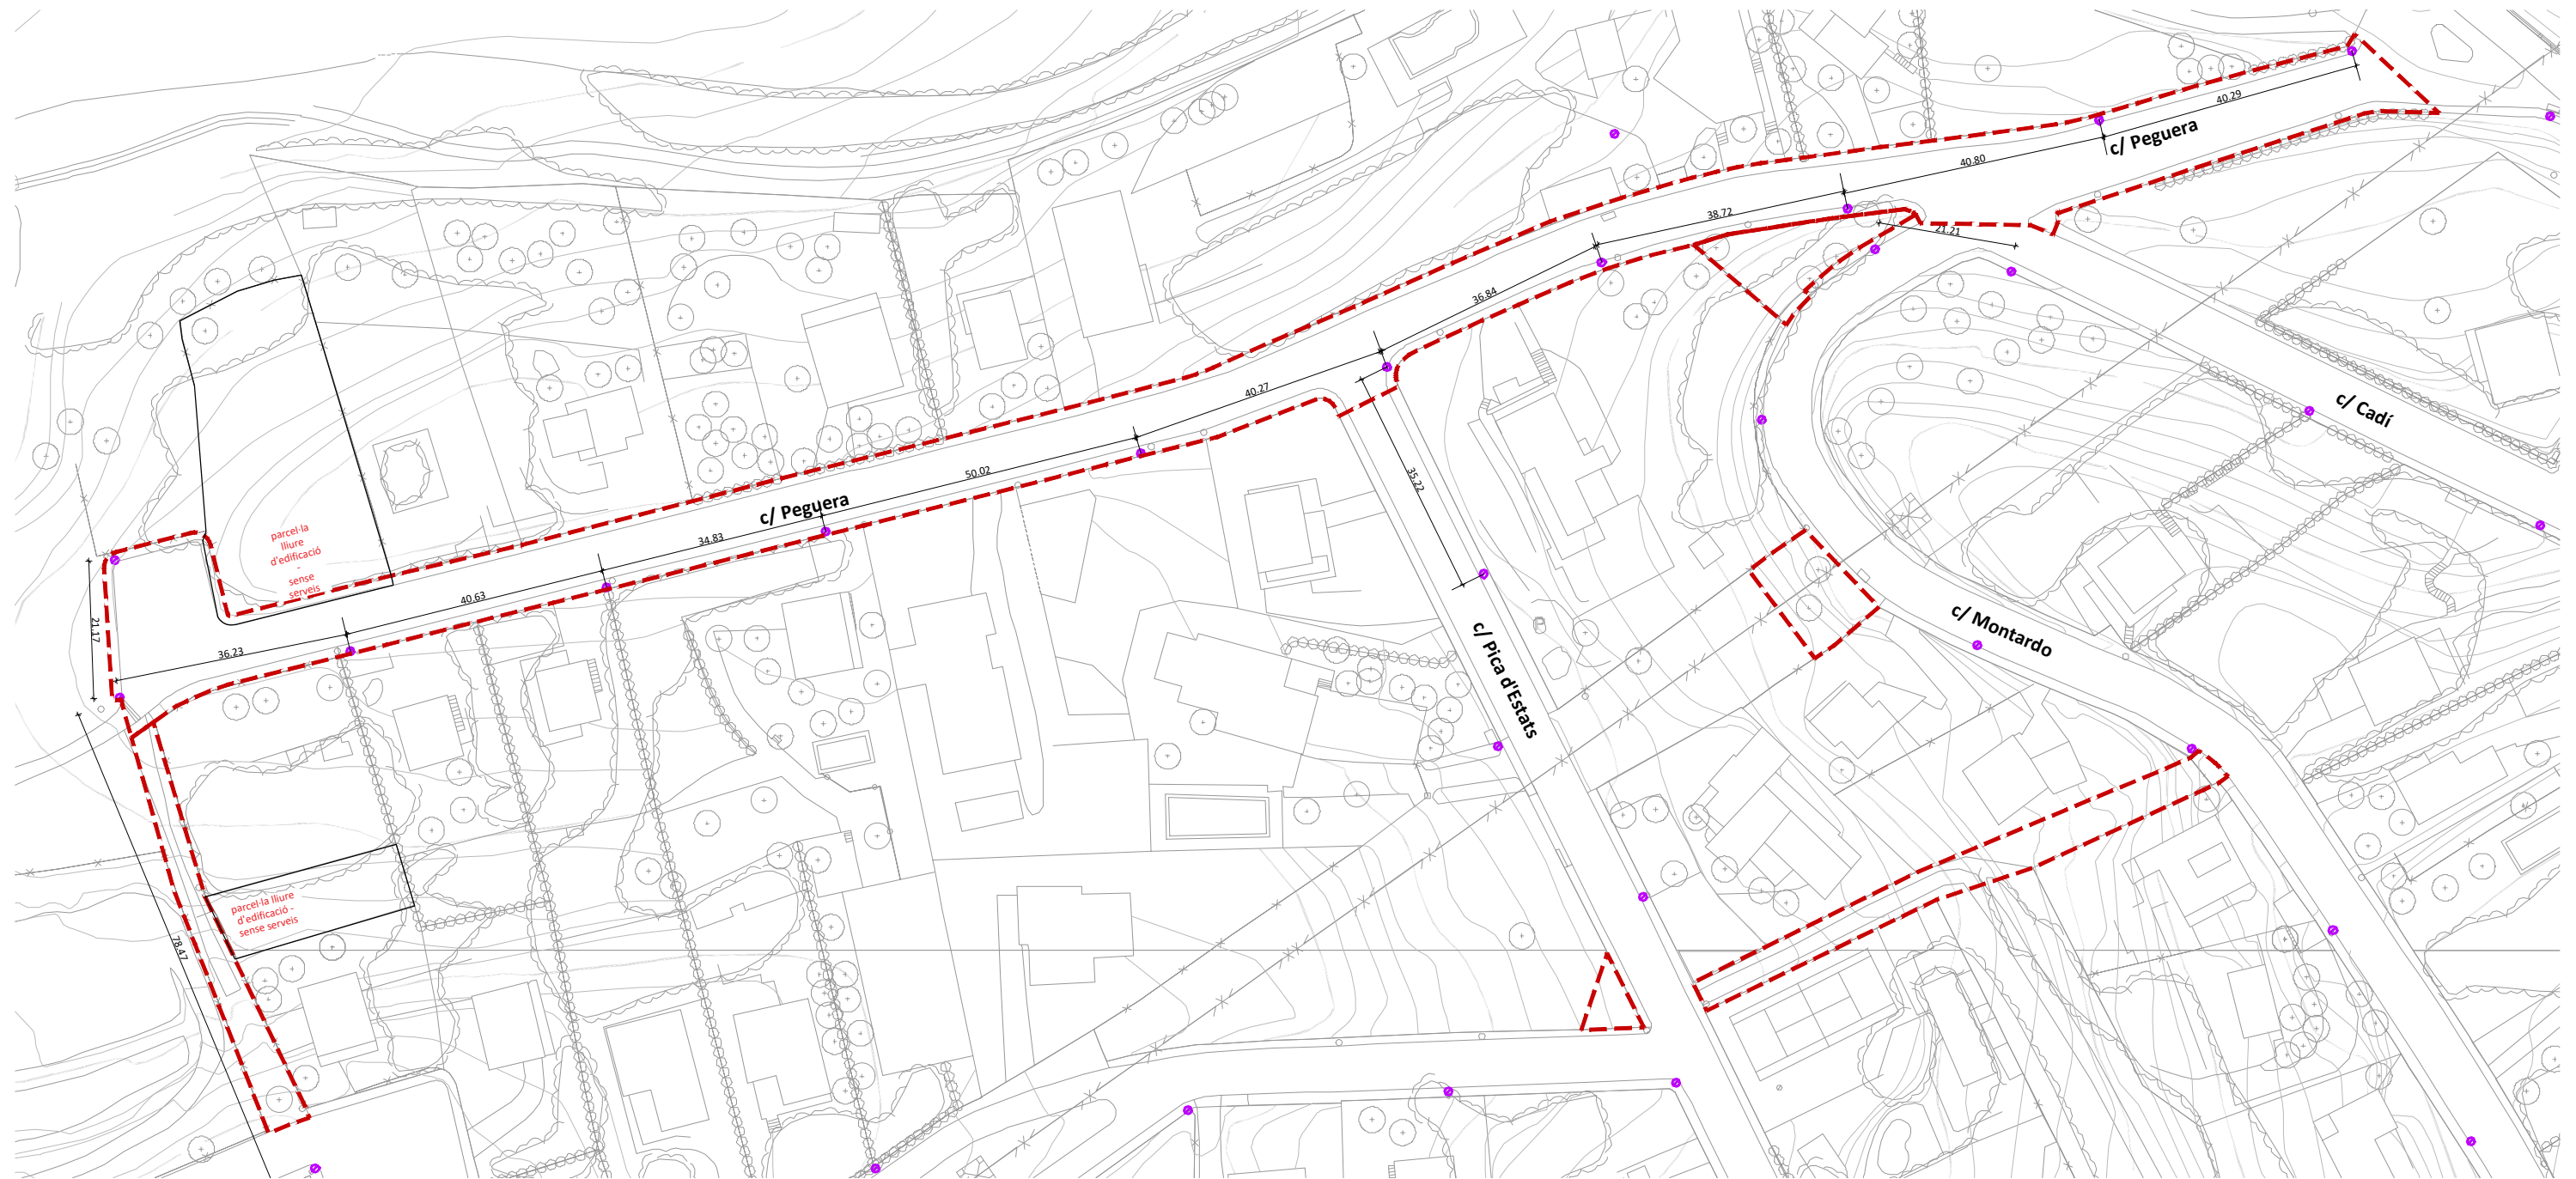 40.29
c/ Peguera
40.80
38.72
21.21
36.84
40.27
c/ Cadí
35.22
50.02
c/ Peguera
34.83
parcel·la
lliure
d'edificació
-
sense
serveis
40.63
21.17
36.23
c/ Montardo
c/ Pica d'Estats
parcel·la lliure
d'edificació -
sense serveis
78.47